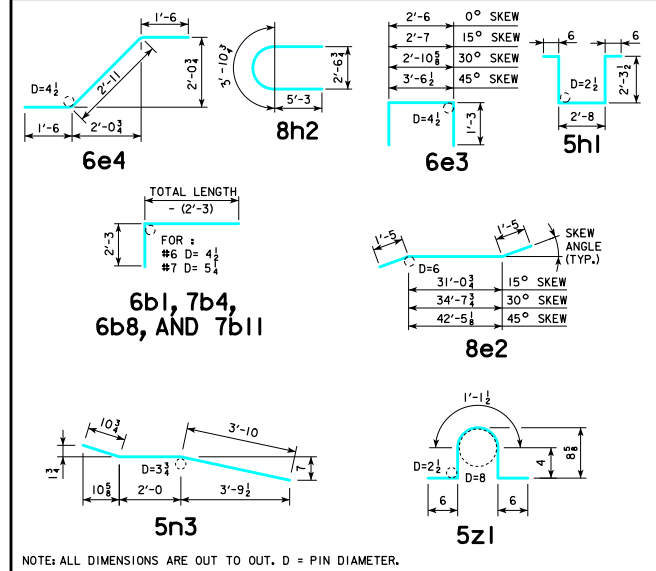 1'-6
D=4½
2'-11
2'-0¾
1'-6
2'-0¾
6e4
3'-10¾
2'-6¾
5'-3
8h2
2'-6 0° SKEW
2'-7 15° SKEW
2'-10⅝ 30° SKEW
3'-6½ 45° SKEW
D=4½
1'-3
6e3
6
6
D=2½
2'-3½
2'-8
5h1
TOTAL LENGTH
- (2'-3)
2'-3
FOR :
#6 D= 4½
#7 D= 5¼
6b1, 7b4,
6b8, AND 7b11
1'-5
1'-5
SKEW
ANGLE
(TYP.)
D=6
31'-0¾ 15° SKEW
34'-7¾ 30° SKEW
42'-5⅛ 45° SKEW
8e2
10¾
3'-10
1¾
D=3¾
7
10⅝
2'-0
3'-9½
5n3
1'-1½
D=2½
D=8
4
8⅝
6
6
5z1
NOTE: ALL DIMENSIONS ARE OUT TO OUT. D = PIN DIAMETER.